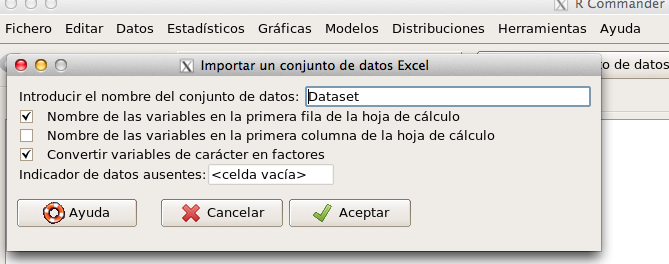 R Commander
Fichero Editar Datos Estadísticos Gráficas Modelos Distribuciones Herramientas Ayuda
to de datos
Importar un conjunto de datos Excel
Introducir el nombre del conjunto de datos: Dataset
Nombre de las variables en la primera fila de la hoja de cálculo
Nombre de las variables en la primera columna de la hoja de cálculo
Convertir variables de carácter en factores
Indicador de datos ausentes: <celda vacía>
Ayuda Cancelar Aceptar